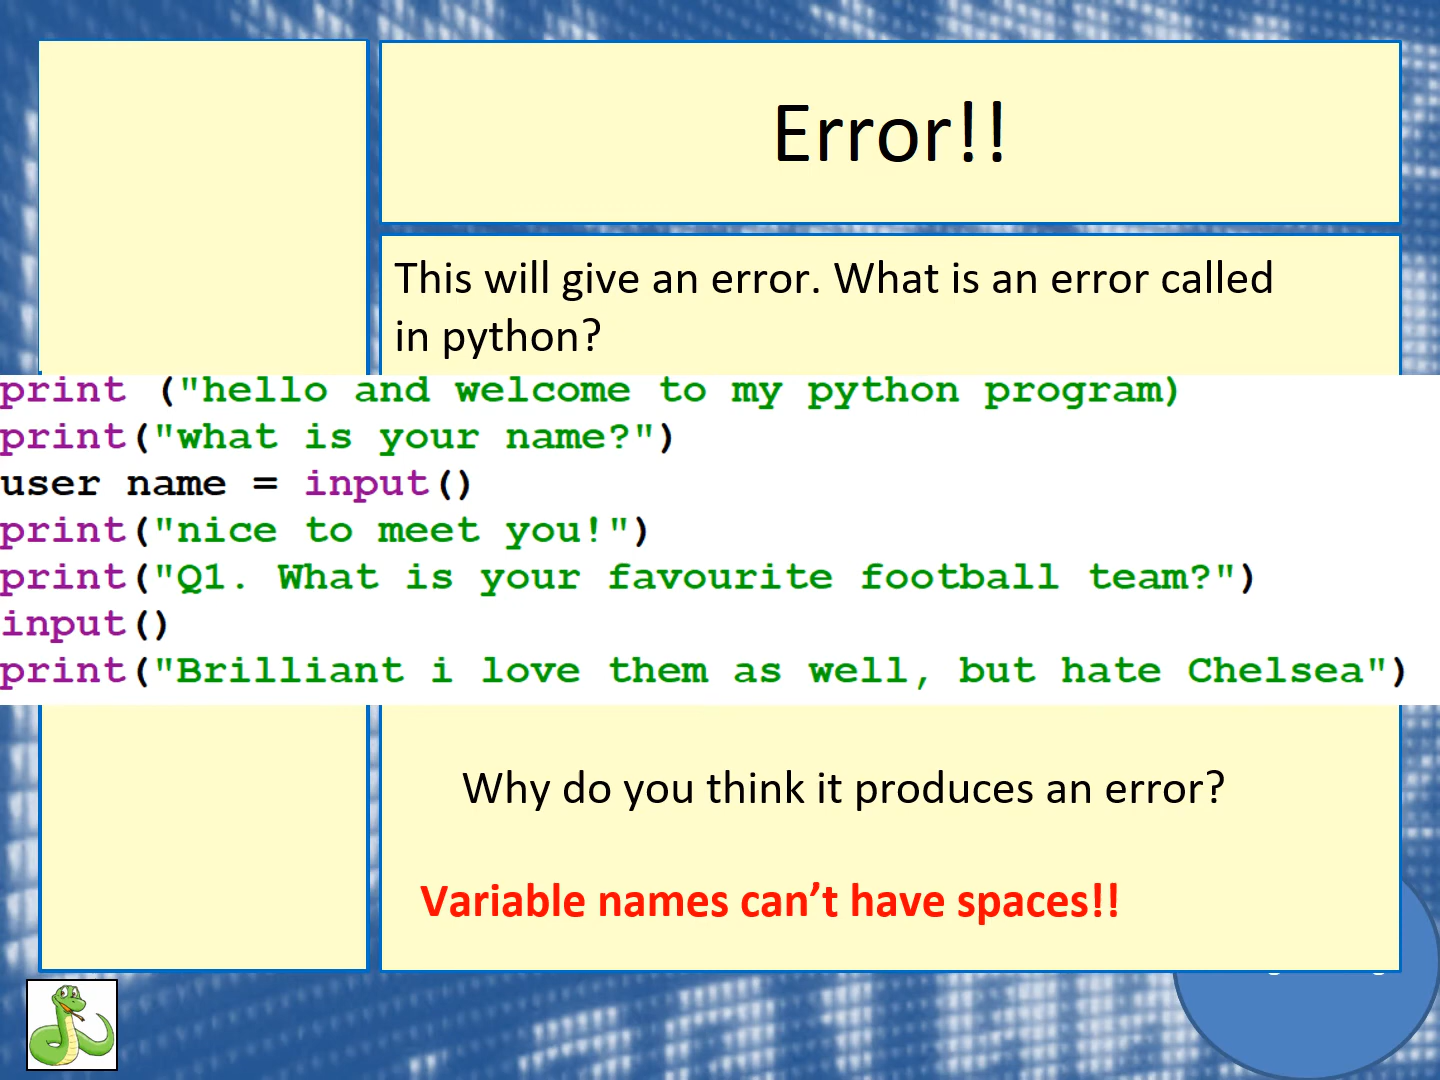 Error!!
This will give an error. What is an error called
in python?
print ("hello and welcome to my python program)
print("what is your name?")
user name = input()
print("nice to meet you!")
print("Q1. What is your favourite football team?")
input()
print("Brilliant i love them as well, but hate Chelsea")
Why do you think it produces an error?
Variable names can’t have spaces!!